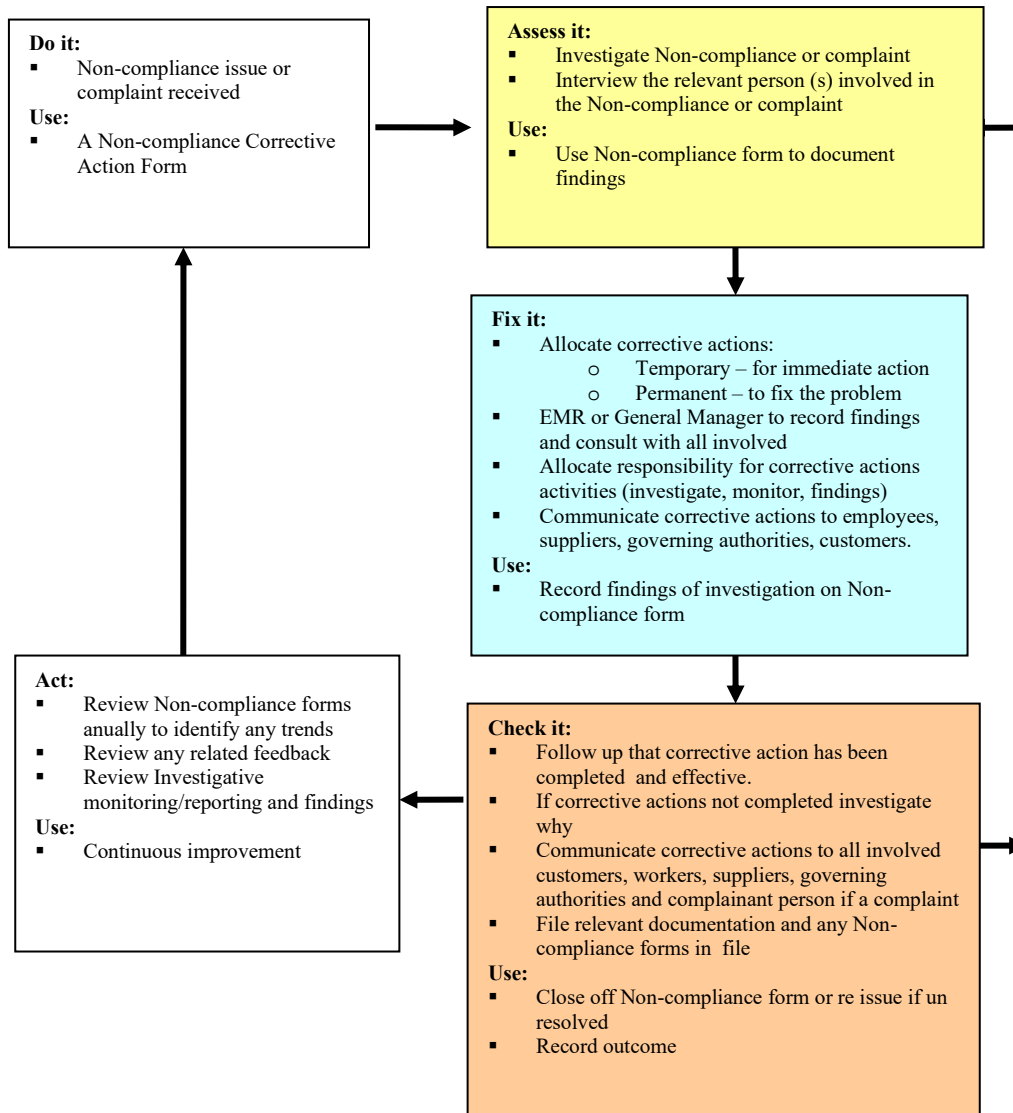 Do it:
▪ Non-compliance issue or
complaint received
Use:
▪ A Non-compliance Corrective
Action Form
Assess it:
▪ Investigate Non-compliance or complaint
▪ Interview the relevant person (s) involved in
the Non-compliance or complaint
Use:
▪ Use Non-compliance form to document
findings
Fix it:
▪ Allocate corrective actions:
o Temporary – for immediate action
o Permanent – to fix the problem
▪ EMR or General Manager to record findings
and consult with all involved
▪ Allocate responsibility for corrective actions
activities (investigate, monitor, findings)
▪ Communicate corrective actions to employees,
suppliers, governing authorities, customers.
Use:
▪ Record findings of investigation on Non-
compliance form
Check it:
▪ Follow up that corrective action has been
completed and effective.
▪ If corrective actions not completed investigate
why
▪ Communicate corrective actions to all involved
customers, workers, suppliers, governing
authorities and complainant person if a complaint
▪ File relevant documentation and any Non-
compliance forms in file
Use:
▪ Close off Non-compliance form or re issue if un
resolved
▪ Record outcome
Act:
▪ Review Non-compliance forms
anually to identify any trends
▪ Review any related feedback
▪ Review Investigative
monitoring/reporting and findings
Use:
▪ Continuous improvement